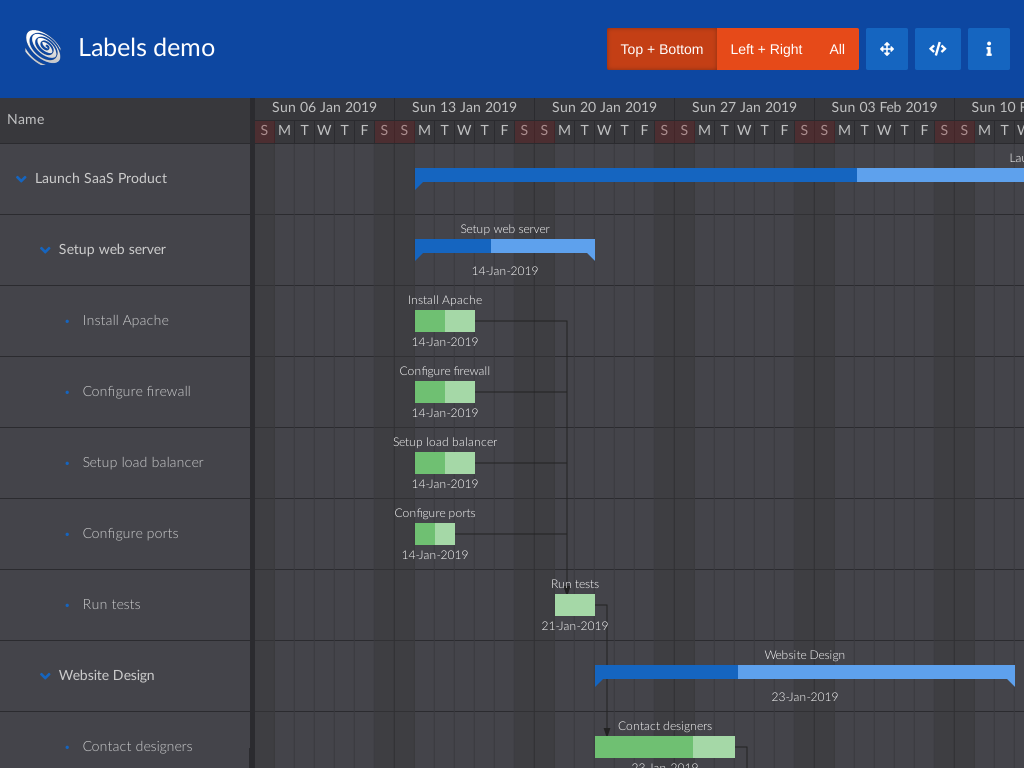 Labels demo
Top + Bottom Left + Right All
Name
Sun 06 Jan 2019 Sun 13 Jan 2019 Sun 20 Jan 2019 Sun 27 Jan 2019 Sun 03 Feb 2019 Sun 10 F
S M T W T F S S M T W T F S S M T W T F S S M T W T F S S M T W T F S S M T W
Launch SaaS Product
Lau
Setup web server
Setup web server
14-Jan-2019
Install Apache
Install Apache
14-Jan-2019
Configure firewall
Configure firewall
14-Jan-2019
Setup load balancer
Setup load balancer
14-Jan-2019
Configure ports
Configure ports
14-Jan-2019
Run tests
Run tests
21-Jan-2019
Website Design
Website Design
23-Jan-2019
Contact designers
Contact designers
23-Jan-2019